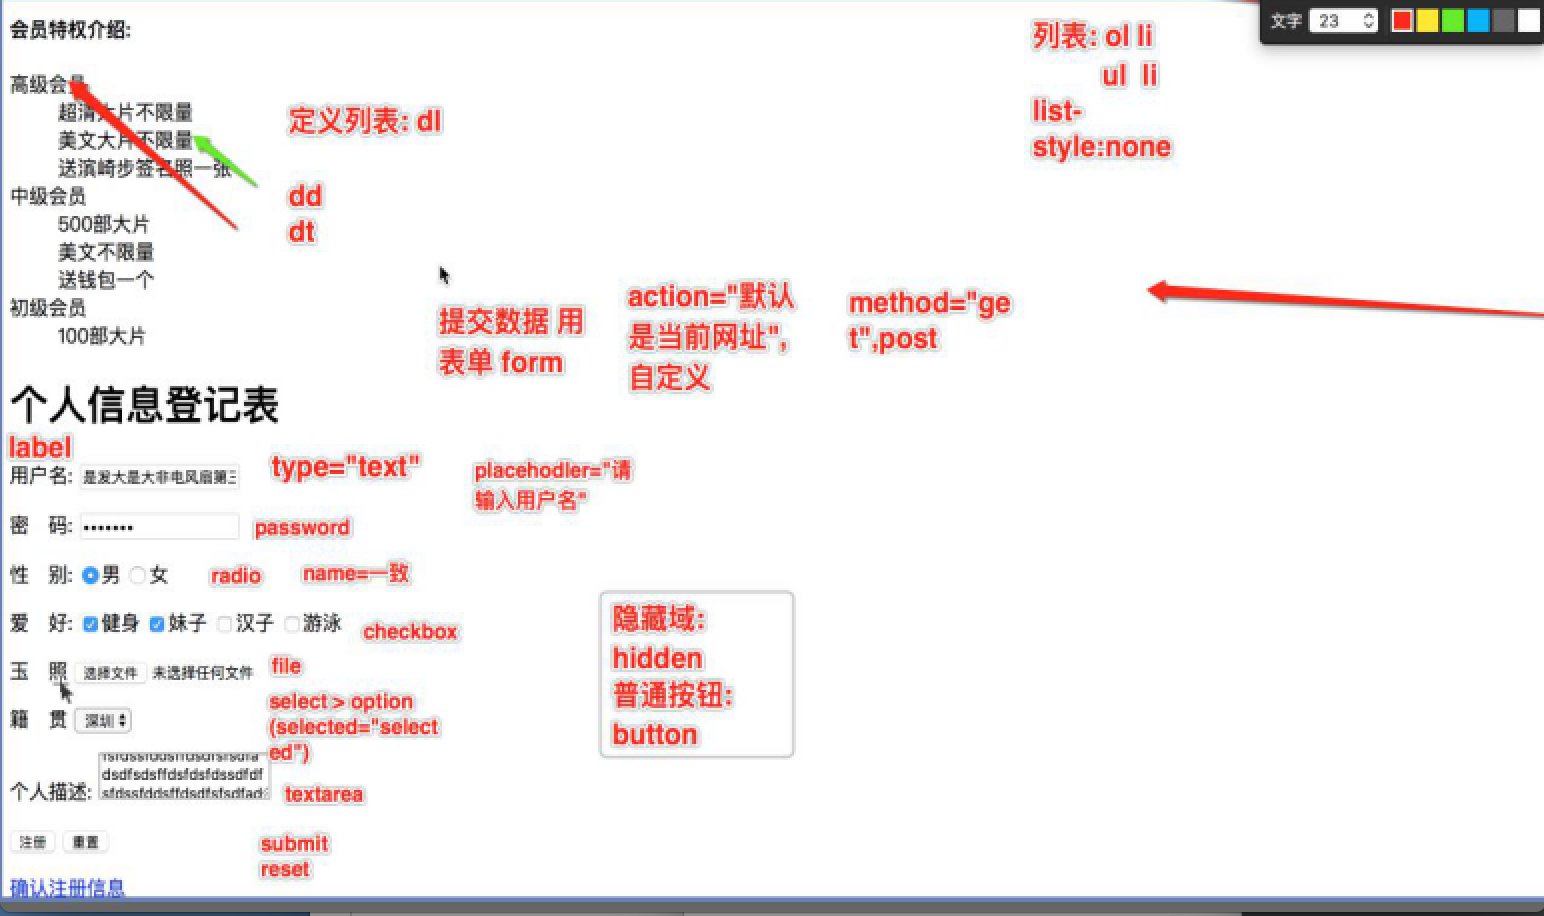 会员特权介绍:
文字 23
列表: ol li
ul li
list-
style:none
高级会员
超清大片不限量
美文大片不限量
送滨崎步签名照一张
定义列表: dl
dd
dt
中级会员
500部大片
美文不限量
送钱包一个
初级会员
100部大片
提交数据 用
表单 form
action="默认
是当前网址",
自定义
method="ge
t",post
个人信息登记表
label
用户名: 是发大是大非电风扇第三
type="text"
placehodler="请
输入用户名"
密 码: •••••••
password
性 别: 男 女
radio
name=一致
爱 好: 健身 妹子 汉子 游泳
checkbox
隐藏域:
hidden
普通按钮:
button
玉 照 选择文件 未选择任何文件
file
籍 贯 深圳
select > option
(selected="select
ed")
个人描述:
dsdfsdsffdsfdsfdssdfdf
sfdssfddsffdsdfsfsdfad
textarea
注册 重置
submit
reset
确认注册信息